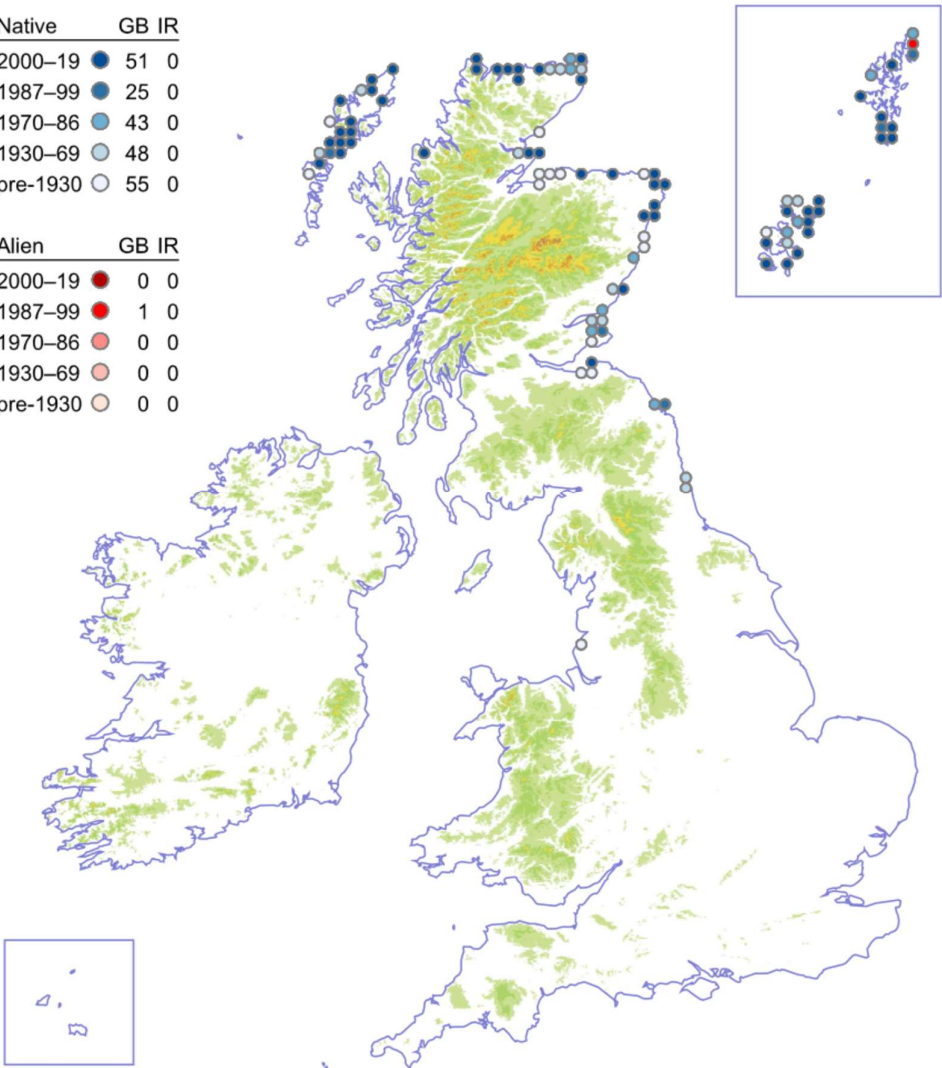 Native GB IR
2000–19 51 0
1987–99 25 0
1970–86 43 0
1930–69 48 0
pre-1930 55 0
Alien GB IR
2000–19 0 0
1987–99 1 0
1970–86 0 0
1930–69 0 0
pre-1930 0 0